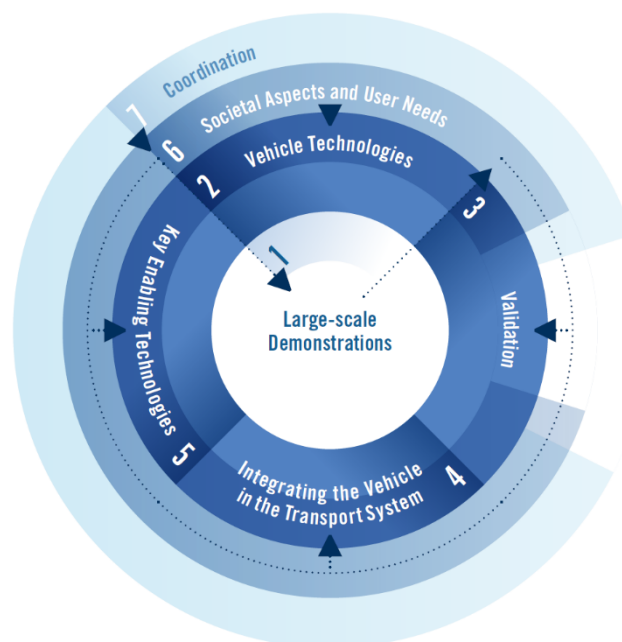 7 Coordination
6 Societal Aspects and User Needs
2 Vehicle Technologies
3 Validation
1 Large-scale
Demonstrations
5 Key Enabling Technologies
4 Integrating the Vehicle
in the Transport System